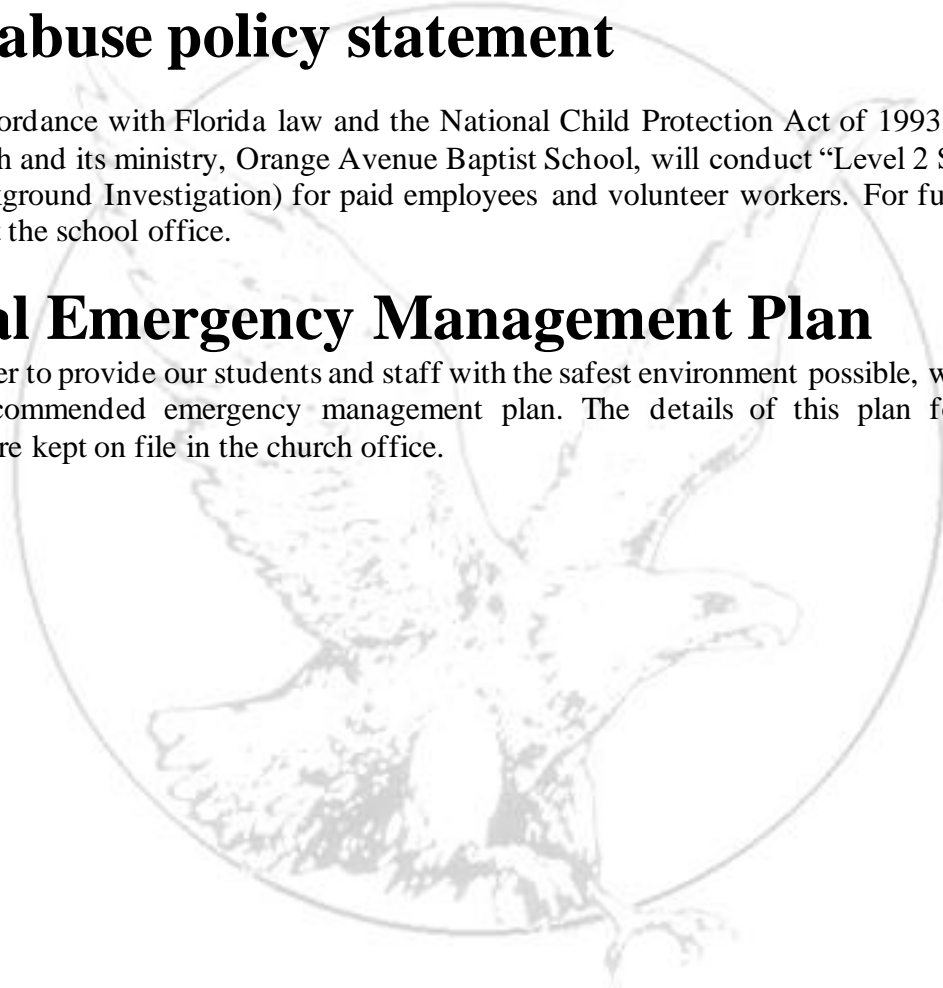 abuse policy statement
ordance with Florida law and the National Child Protection Act of 1993
h and its ministry, Orange Avenue Baptist School, will conduct “Level 2 S
ground Investigation) for paid employees and volunteer workers. For fu
the school office.
al Emergency Management Plan
er to provide our students and staff with the safest environment possible, w
commended emergency management plan. The details of this plan f
re kept on file in the church office.